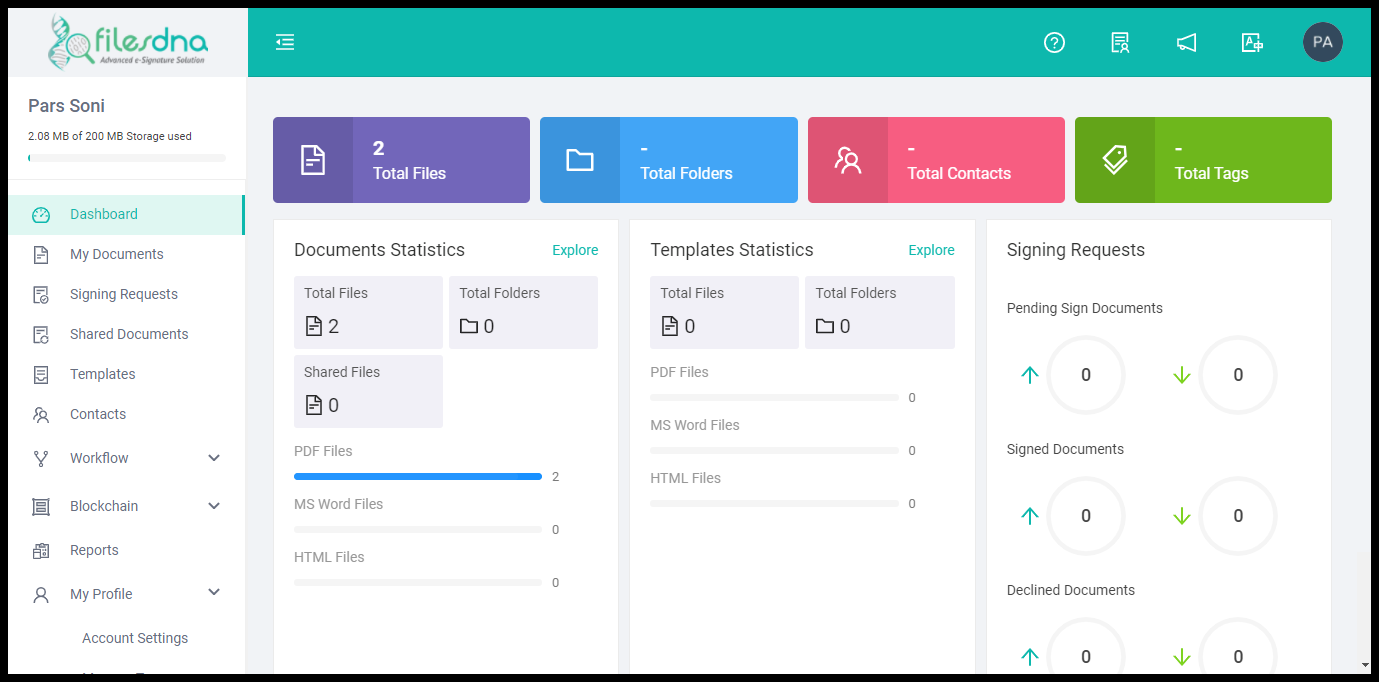 filesdna
Advanced e-Signature Solution
PA
Pars Soni
2.08 MB of 200 MB Storage used
Dashboard
My Documents
Signing Requests
Shared Documents
Templates
Contacts
Workflow
Blockchain
Reports
My Profile
Account Settings
2
Total Files
-
Total Folders
-
Total Contacts
-
Total Tags
Documents Statistics
Explore
Total Files
2
Total Folders
0
Shared Files
0
PDF Files
2
MS Word Files
0
HTML Files
0
Templates Statistics
Explore
Total Files
0
Total Folders
0
PDF Files
0
MS Word Files
0
HTML Files
0
Signing Requests
Pending Sign Documents
0
0
Signed Documents
0
0
Declined Documents
0
0